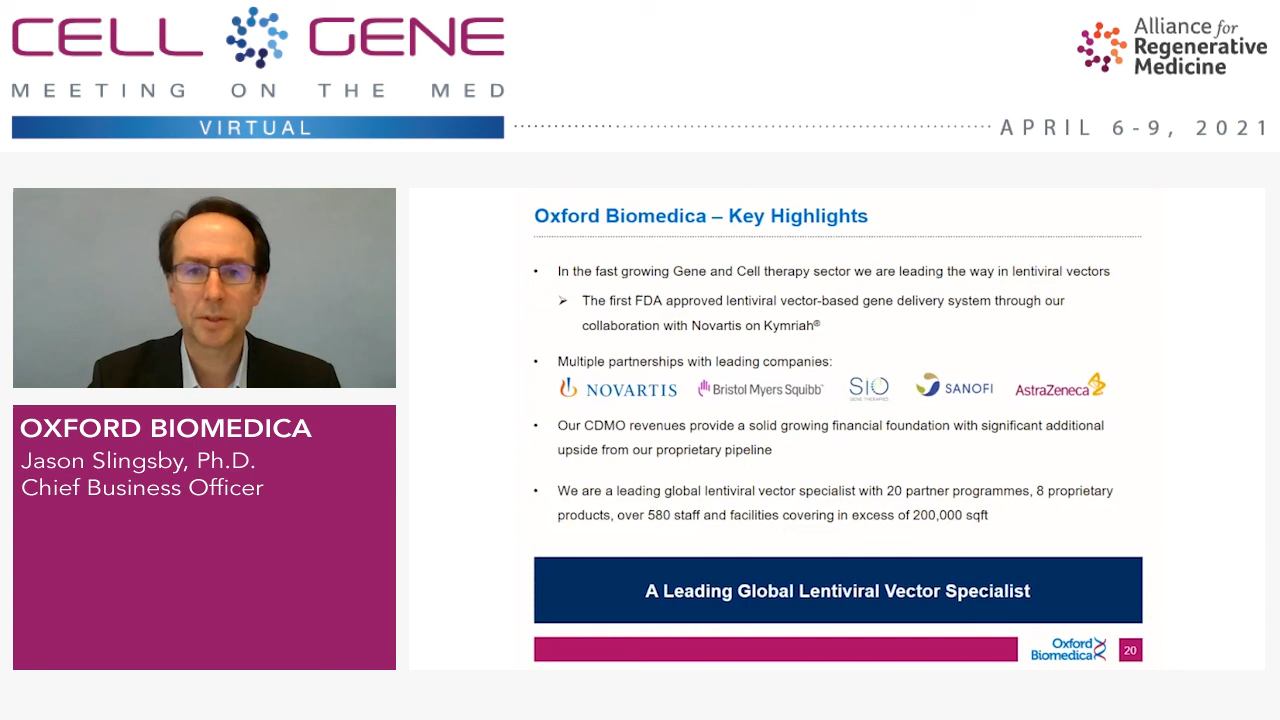 CELL GENE
MEETING ON THE MED
VIRTUAL
Alliance for
Regenerative
Medicine
APRIL 6-9, 2021
OXFORD BIOMEDICA
Jason Slingsby, Ph.D.
Chief Business Officer
Oxford Biomedica – Key Highlights
• In the fast growing Gene and Cell therapy sector we are leading the way in lentiviral vectors
➢ The first FDA approved lentiviral vector-based gene delivery system through our
collaboration with Novartis on Kymriah®
• Multiple partnerships with leading companies:
NOVARTIS Bristol Myers Squibb™ SIO GENE THERAPIES SANOFI AstraZeneca
• Our CDMO revenues provide a solid growing financial foundation with significant additional
upside from our proprietary pipeline
• We are a leading global lentiviral vector specialist with 20 partner programmes, 8 proprietary
products, over 580 staff and facilities covering in excess of 200,000 sqft
A Leading Global Lentiviral Vector Specialist
Oxford
Biomedica
20